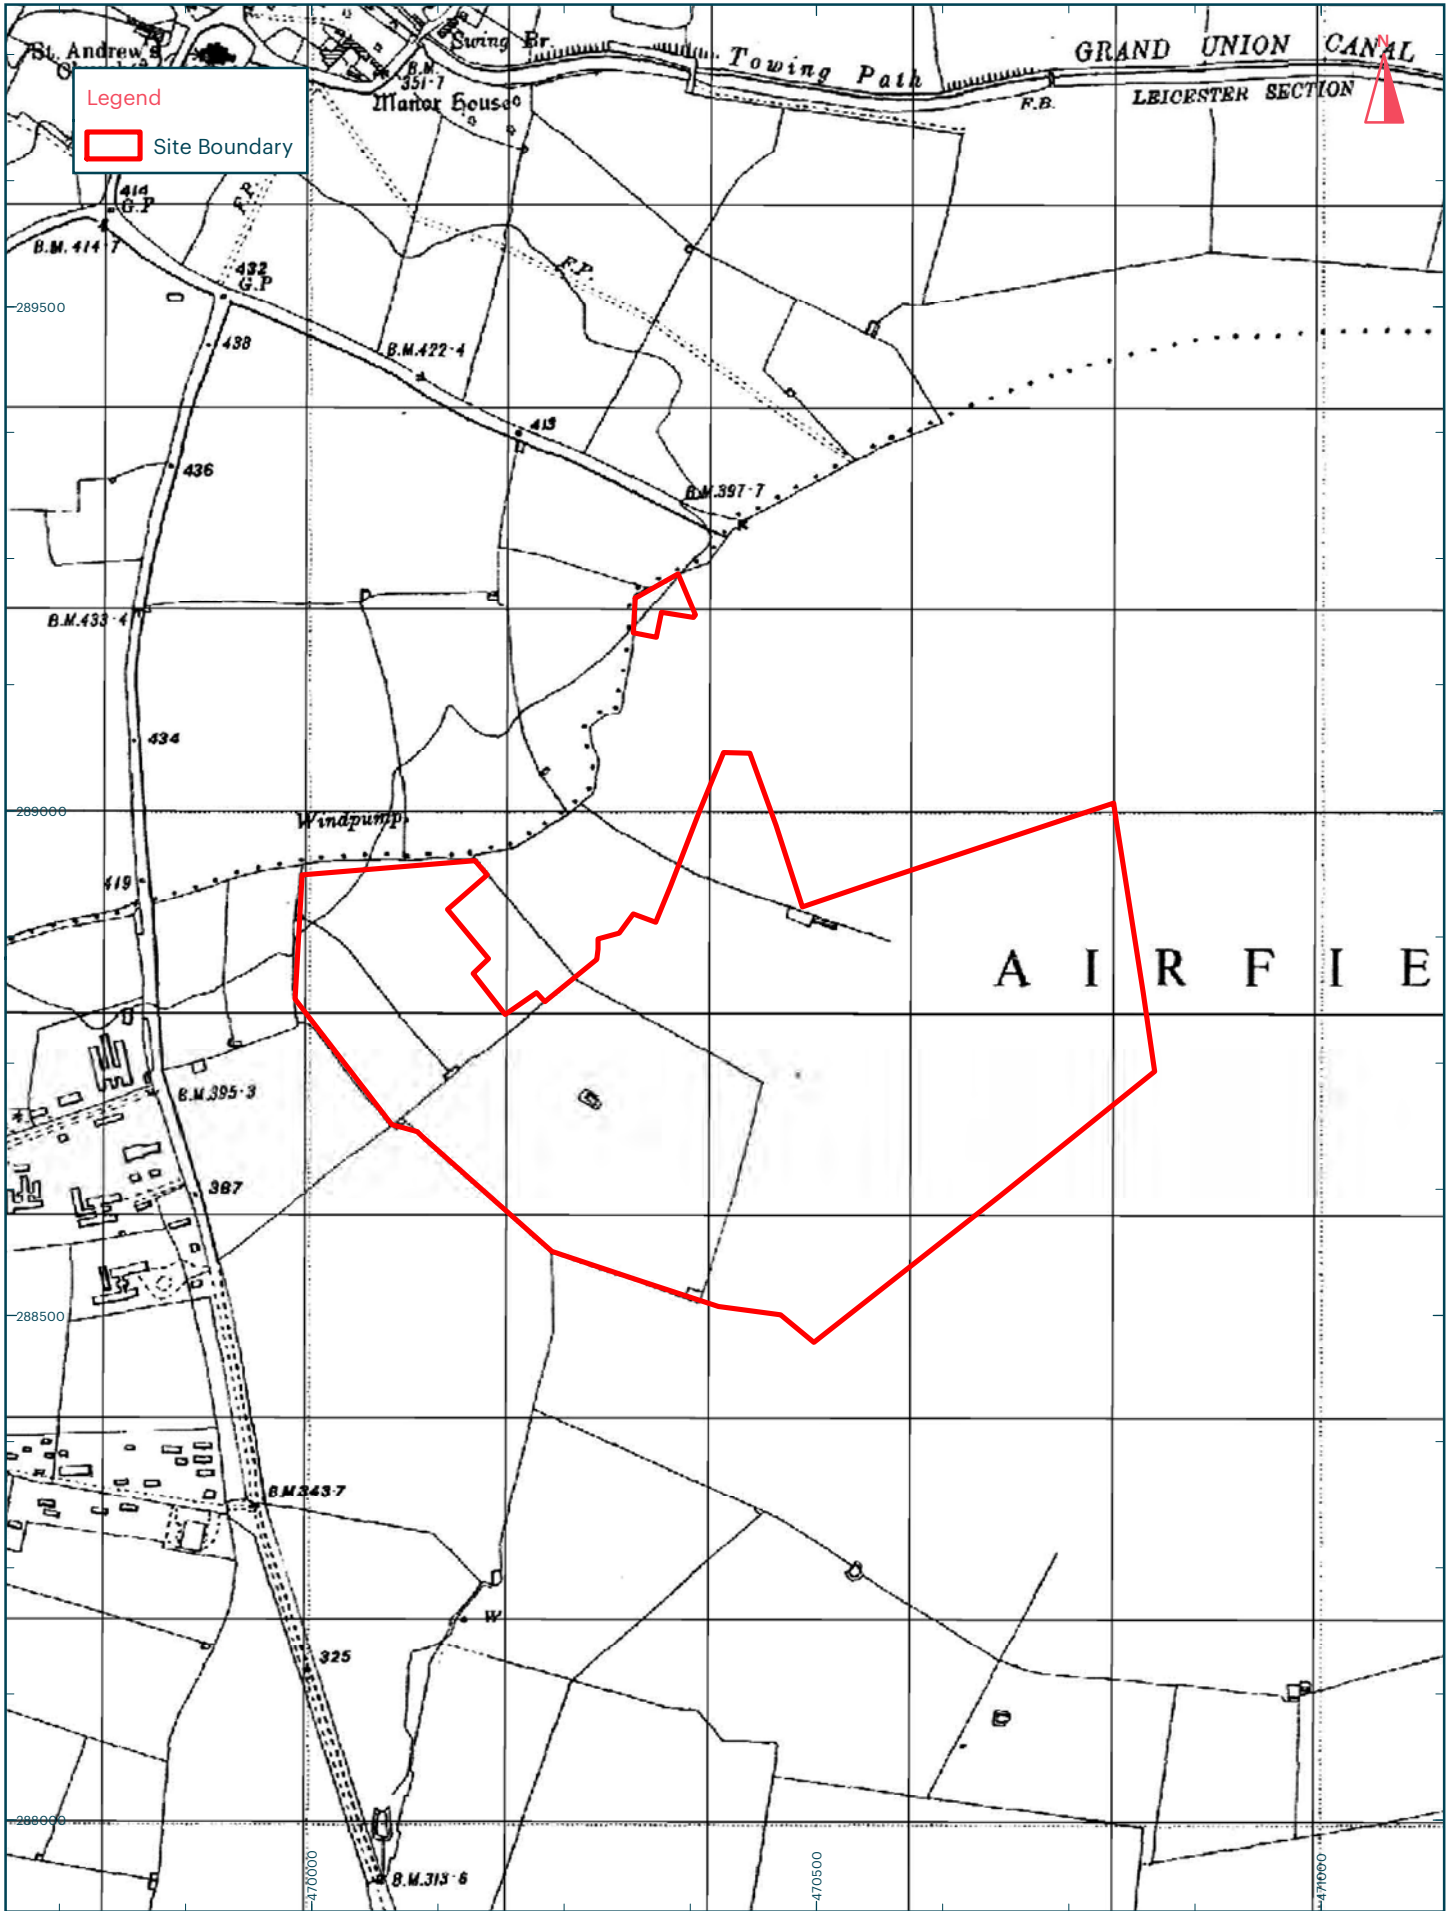 St. Andrew's
Swing Br.
B.M.
351·7
Manor House
Towing Path
GRAND UNION CANAL
LEICESTER SECTION
F.B.
N
Legend
Site Boundary
414
G.P
B.M. 414·7
F.P.
432
G.P
F.P.
289500
438
B.M.422·4
413
436
B.M.397·7
B.M.433·4
434
289000
Windpump
419
AIRFIE
B.M.395·3
387
288500
B.M.343·7
W
325
288000
B.M.313·6
470000
470500
471000